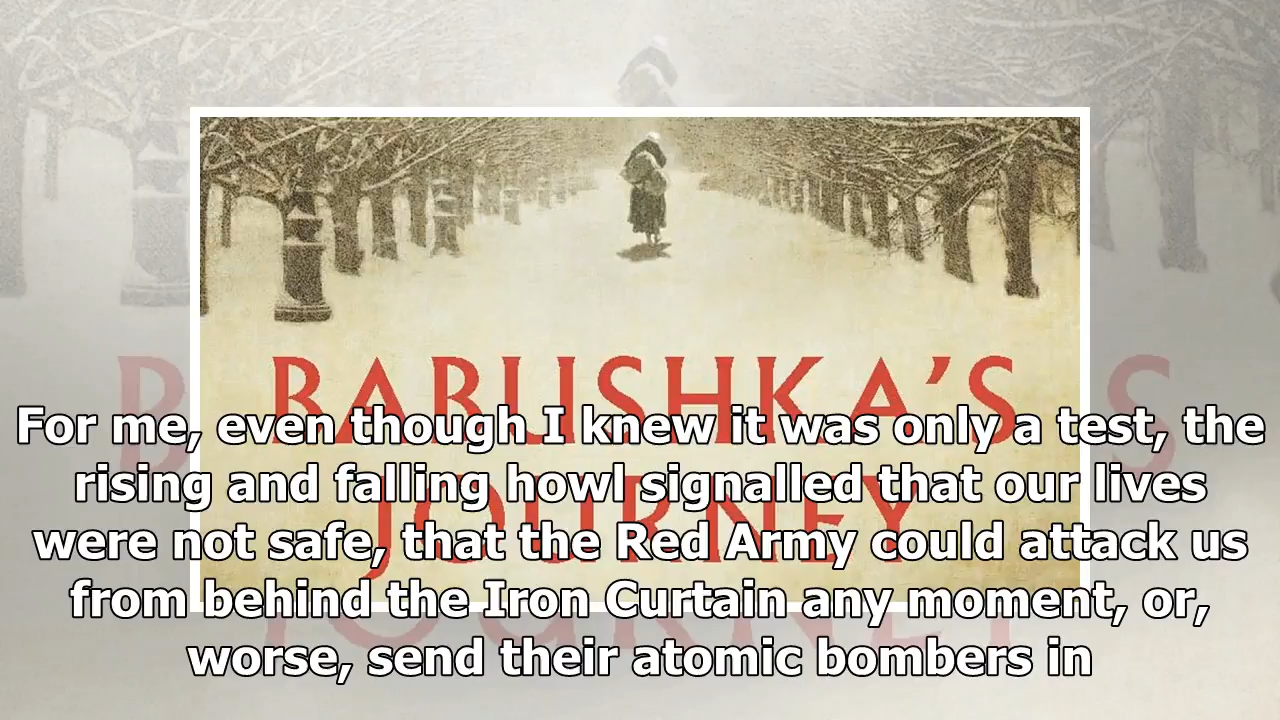 BABUSHKA'S
JOURNEY
For me, even though I knew it was only a test, the
rising and falling howl signalled that our lives
were not safe, that the Red Army could attack us
from behind the Iron Curtain any moment, or,
worse, send their atomic bombers in